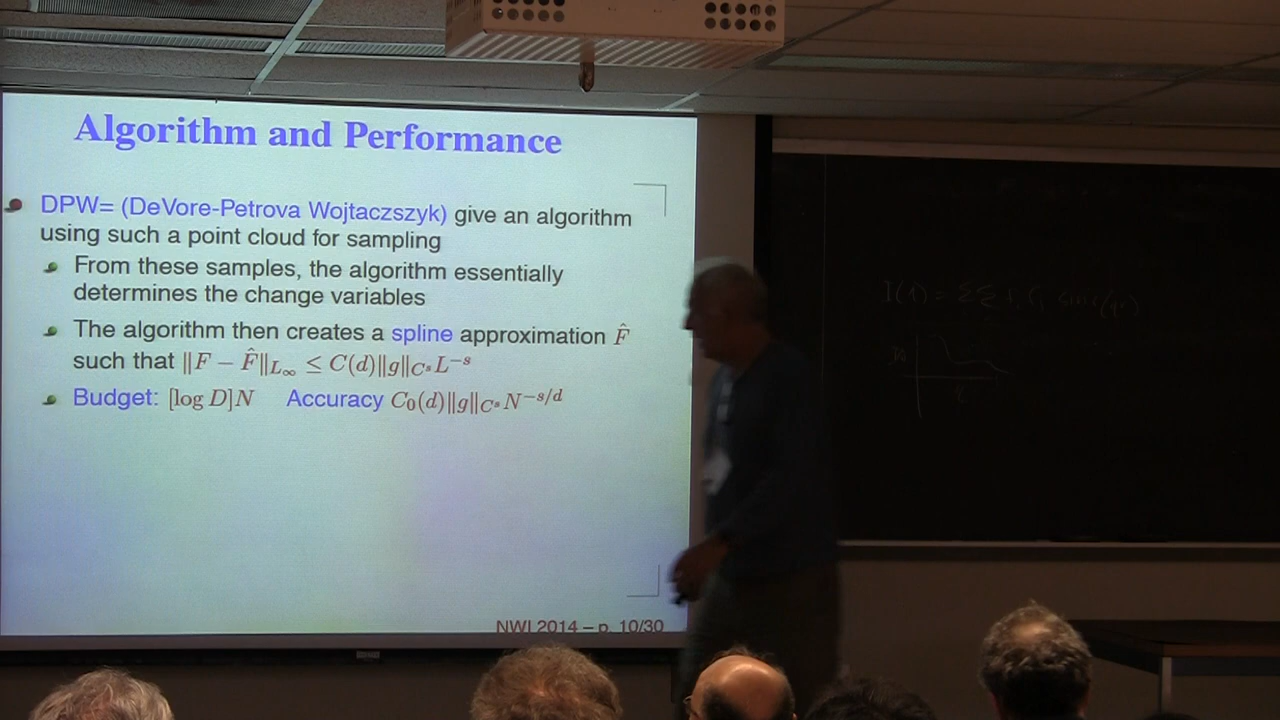 Algorithm and Performance
DPW= (DeVore-Petrova Wojtaczszyk) give an algorithm
using such a point cloud for sampling
From these samples, the algorithm essentially
determines the change variables
The algorithm then creates a spline approximation F̂
such that ‖F − F̂‖_{L_∞} ≤ C(d)‖g‖_{C^s} L^{−s}
Budget: [log D]N Accuracy C_0(d)‖g‖_{C^s} N^{−s/d}
NWI 2014 – p. 10/30